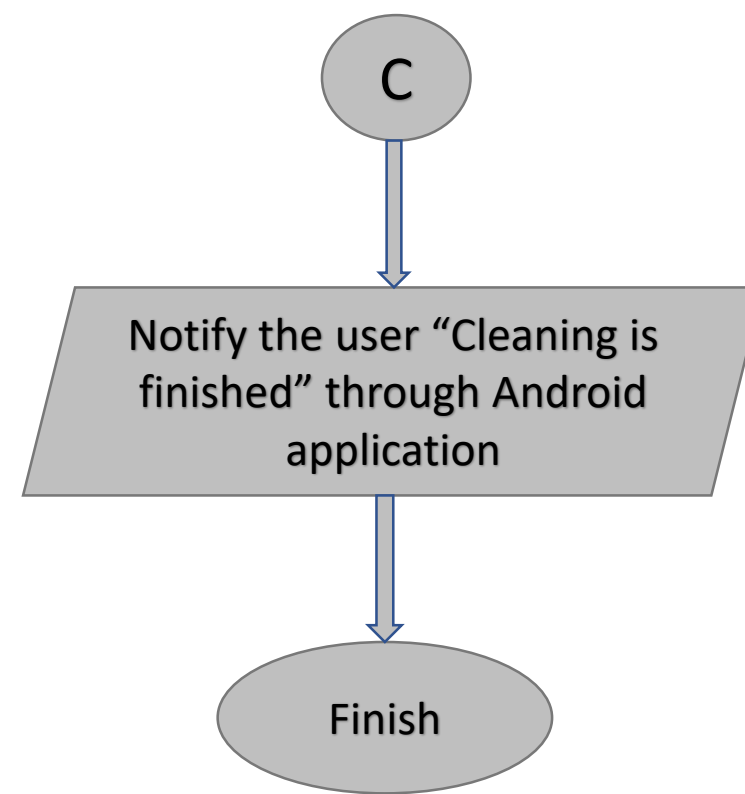 C
Notify the user “Cleaning is
finished” through Android
application
Finish